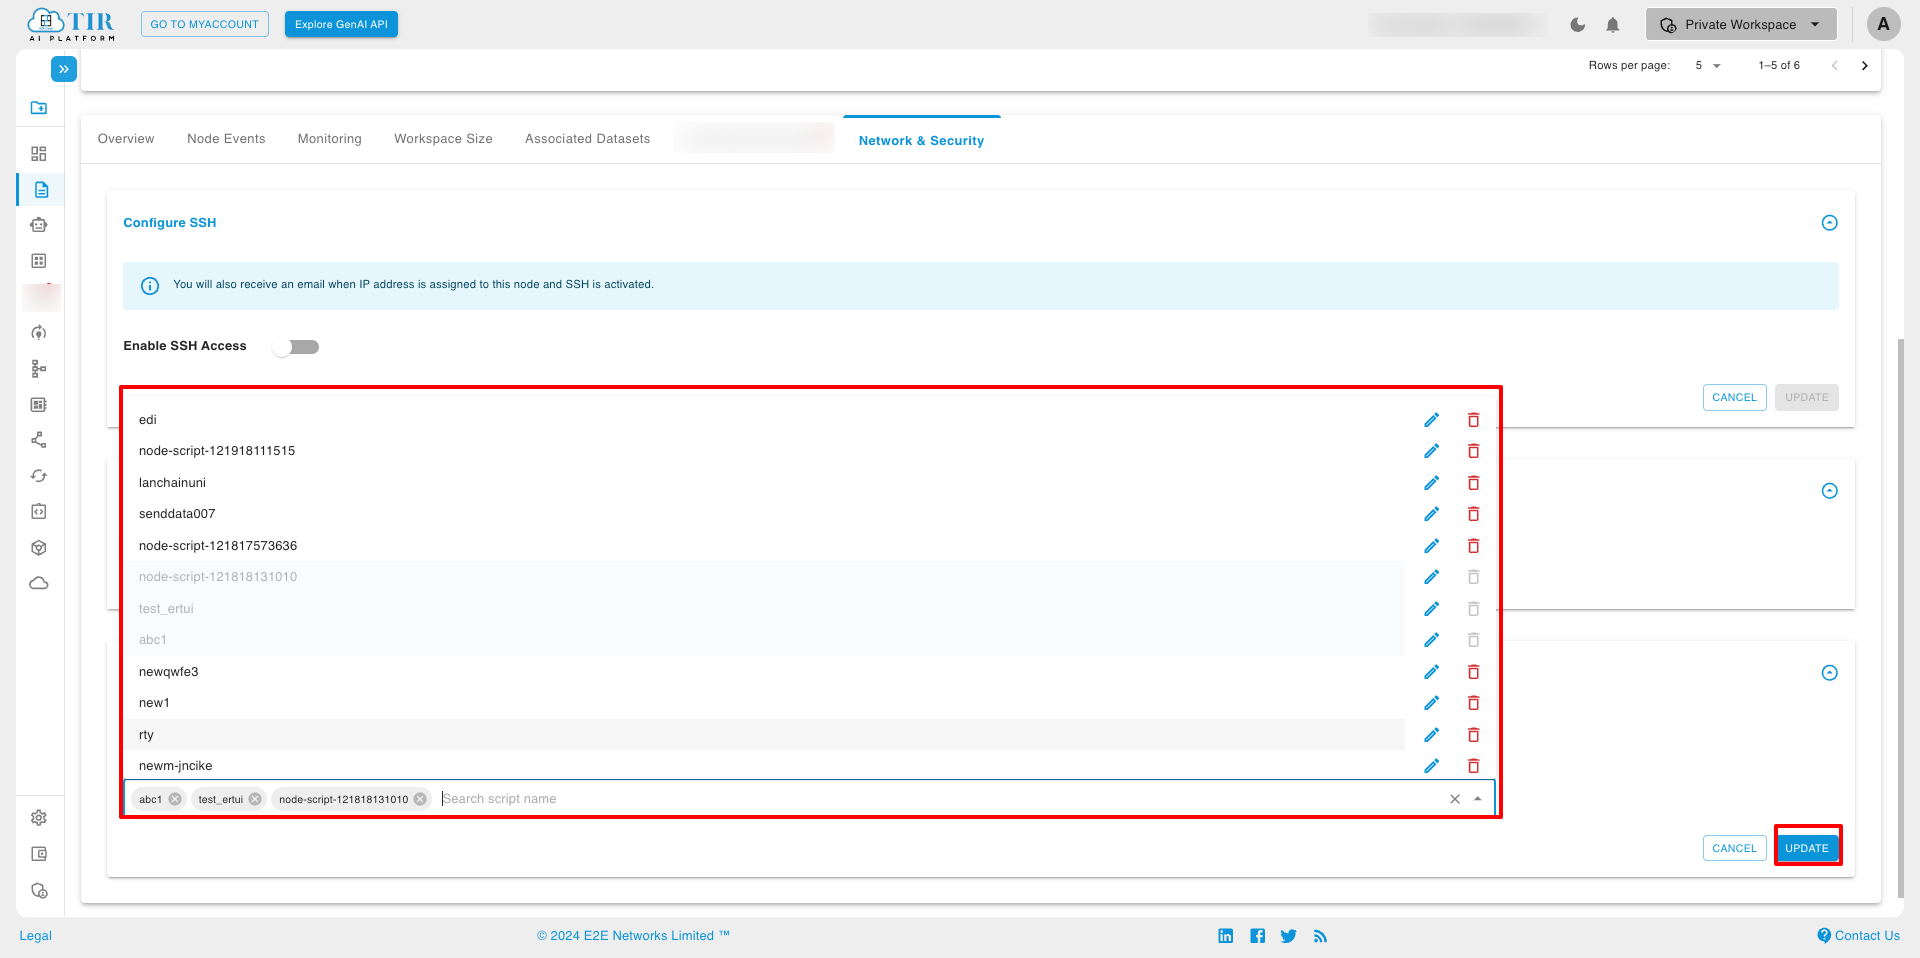 TIR
AI PLATFORM
GO TO MYACCOUNT
Explore GenAI API
Private Workspace
A
Rows per page: 5 1–5 of 6
Overview
Node Events
Monitoring
Workspace Size
Associated Datasets
Network & Security
Configure SSH
You will also receive an email when IP address is assigned to this node and SSH is activated.
Enable SSH Access
CANCEL
UPDATE
edi
node-script-121918111515
lanchainuni
senddata007
node-script-121817573636
node-script-121818131010
test_ertui
abc1
newqwfe3
new1
rty
newm-jncike
abc1
test_ertui
node-script-121818131010
Search script name
CANCEL
UPDATE
Legal
© 2024 E2E Networks Limited ™
Contact Us